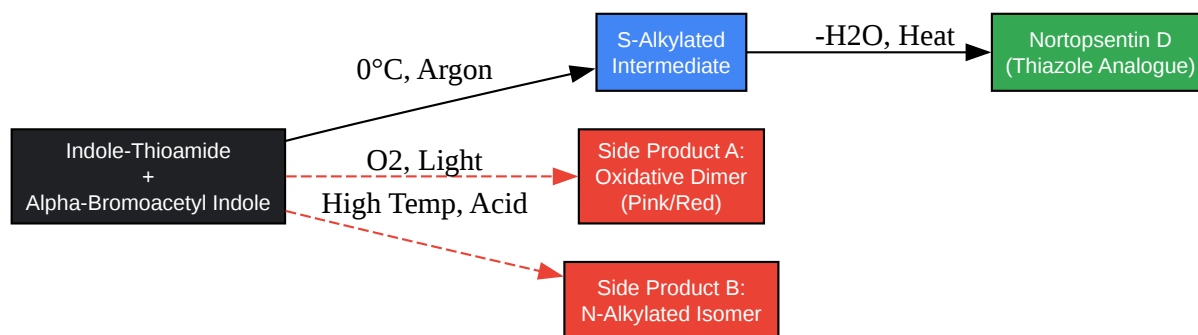 S-Alkylated
Intermediate
-H2O, Heat
Nortopsentin D
(Thiazole Analogue)
0°C, Argon
Indole-Thioamide
+
Alpha-Bromoacetyl Indole
O2, Light
Side Product A:
Oxidative Dimer
(Pink/Red)
High Temp, Acid
Side Product B:
N-Alkylated Isomer